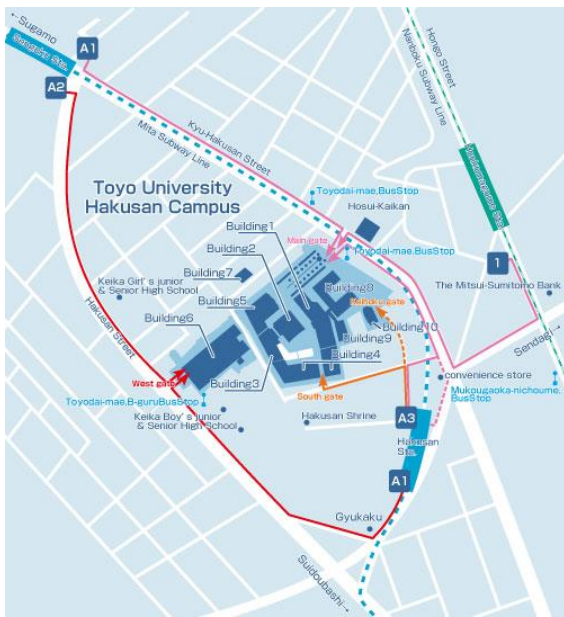 ←Sugamo
Sengoku Sta.
A1
A2
Hongo Street
Nanboku Subway Line
Kyu-Hakusan Street
Mita Subway Line
Toyo University
Hakusan Campus
Toyodai-mae,BusStop
Hosui-Kaikan
Honkomagome Sta.
Building1
Main gate
Building2
Toyodai-mae,BusStop
1
Building7
Keika Girl's junior
& Senior High School
Building5
Building8
The Mitsui-Sumitomo Bank
Building6
Building10
Building9
Sendagi→
Hakusan Street
Building4
West gate
Building3
convenience store
Toyodai-mae,B-guruBusStop
South gate
Mukougaoka-nichoume,
BusStop
Keika Boy's junior
& Senior High School
Hakusan Shrine
A3
Hakusan
Sta.
A1
Gyukaku
Suidoubashi→